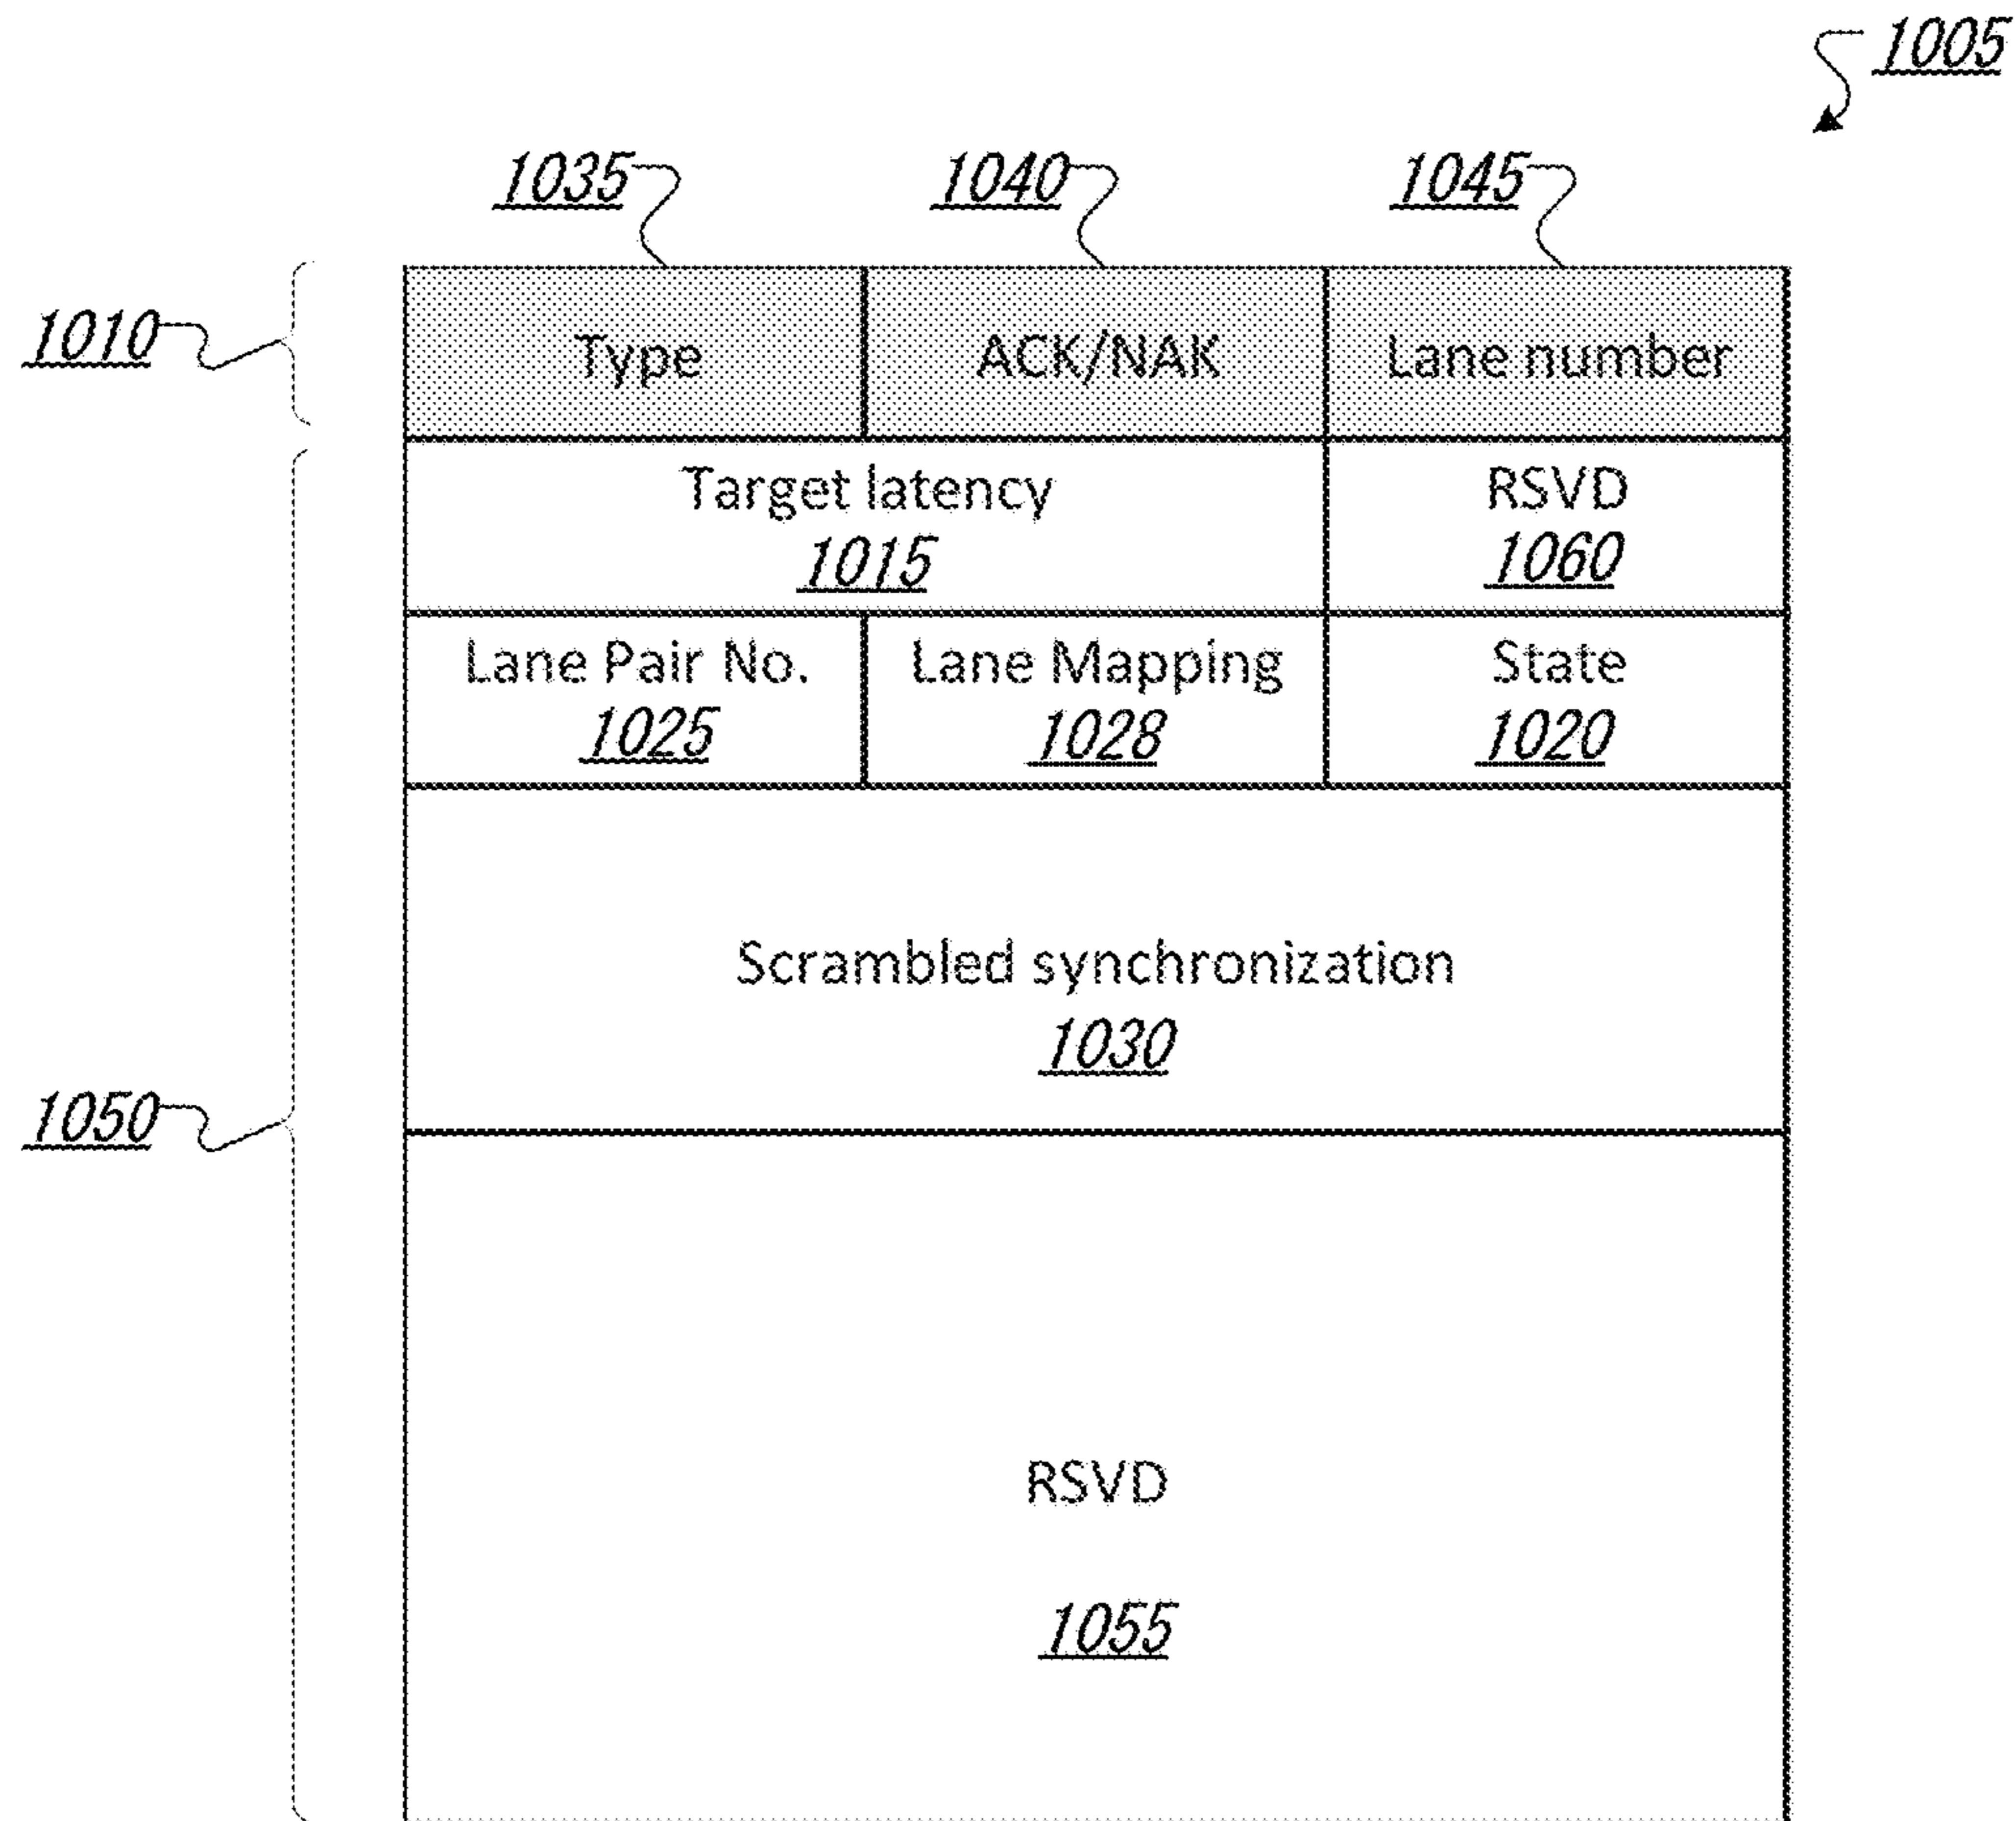 1005
1035
1040
1045
1010
Type
ACK/NAK
Lane number
Target latency
1015
RSVD
1060
Lane Pair No.
1025
Lane Mapping
1028
State
1020
Scrambled synchronization
1030
1050
RSVD
1055